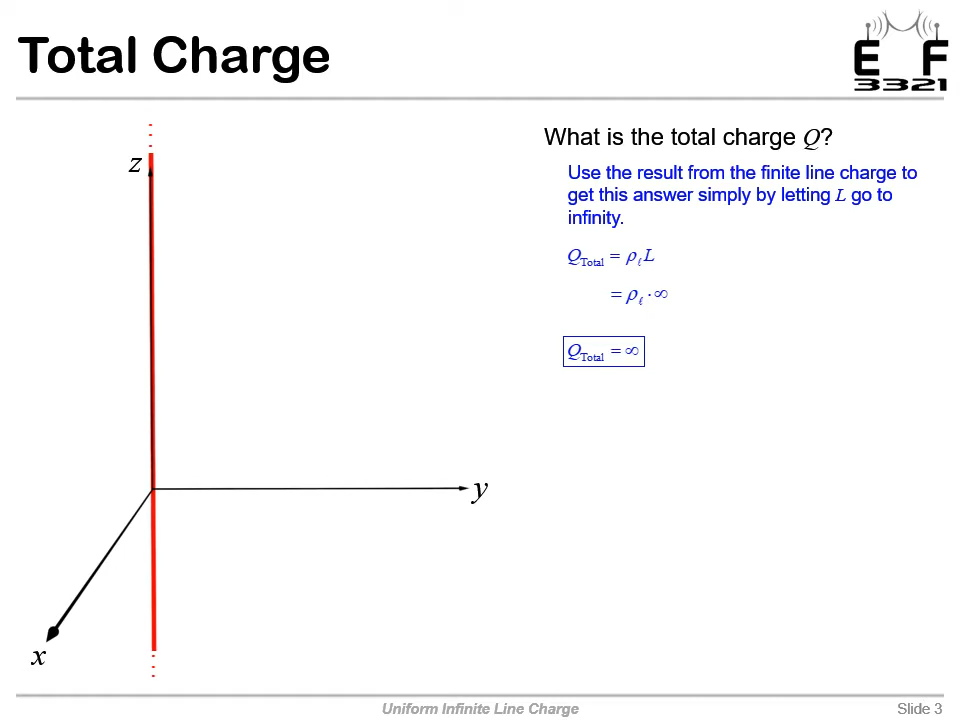 Total Charge
E F
3321
What is the total charge Q?
Use the result from the finite line charge to
get this answer simply by letting L go to
infinity.
Q_Total = ρ_ℓ L
= ρ_ℓ · ∞
Q_Total = ∞
z
y
x
Uniform Infinite Line Charge
Slide 3